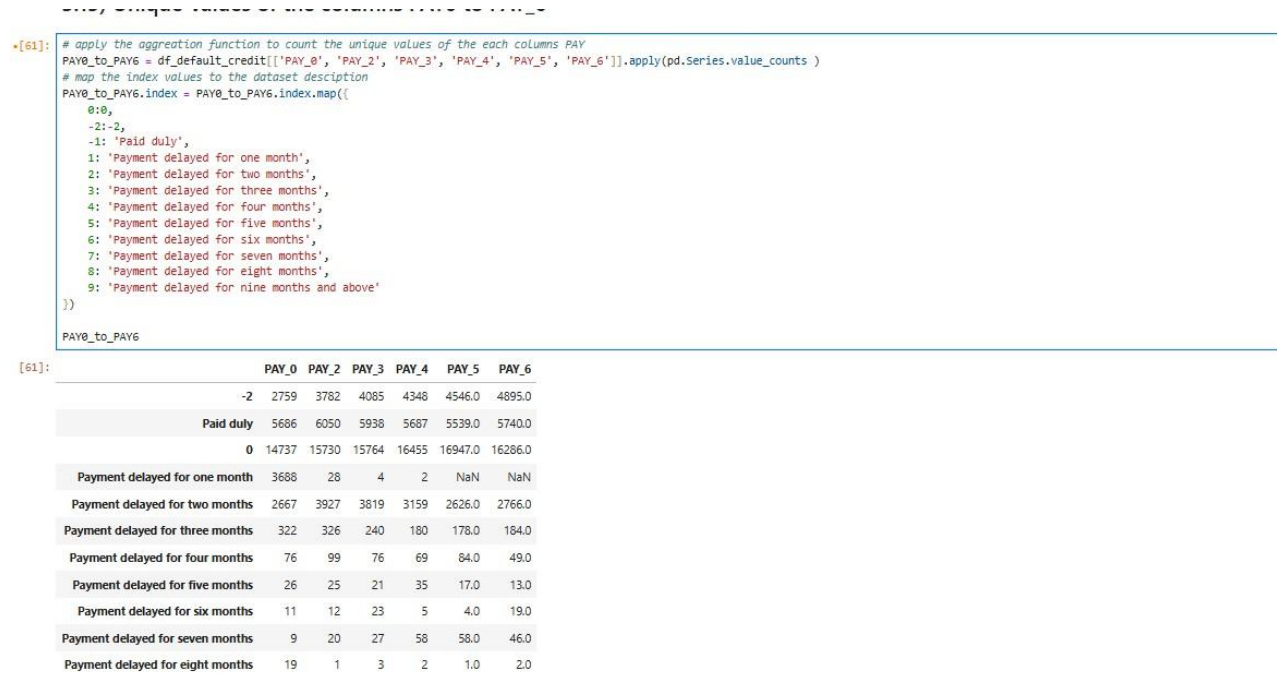 [61]: # apply the aggreation function to count the unique values of the each columns PAY
PAY0_to_PAY6 = df_default_credit[['PAY_0', 'PAY_2', 'PAY_3', 'PAY_4', 'PAY_5', 'PAY_6']].apply(pd.Series.value_counts )
# map the index values to the dataset desciption
PAY0_to_PAY6.index = PAY0_to_PAY6.index.map({
0:0,
-2:-2,
-1: 'Paid duly',
1: 'Payment delayed for one month',
2: 'Payment delayed for two months',
3: 'Payment delayed for three months',
4: 'Payment delayed for four months',
5: 'Payment delayed for five months',
6: 'Payment delayed for six months',
7: 'Payment delayed for seven months',
8: 'Payment delayed for eight months',
9: 'Payment delayed for nine months and above'
})
PAY0_to_PAY6
[61]: PAY_0 PAY_2 PAY_3 PAY_4 PAY_5 PAY_6
-2 2759 3782 4085 4348 4546.0 4895.0
Paid duly 5686 6050 5938 5687 5539.0 5740.0
0 14737 15730 15764 16455 16947.0 16286.0
Payment delayed for one month 3688 28 4 2 NaN NaN
Payment delayed for two months 2667 3927 3819 3159 2626.0 2766.0
Payment delayed for three months 322 326 240 180 178.0 184.0
Payment delayed for four months 76 99 76 69 84.0 49.0
Payment delayed for five months 26 25 21 35 17.0 13.0
Payment delayed for six months 11 12 23 5 4.0 19.0
Payment delayed for seven months 9 20 27 58 58.0 46.0
Payment delayed for eight months 19 1 3 2 1.0 2.0